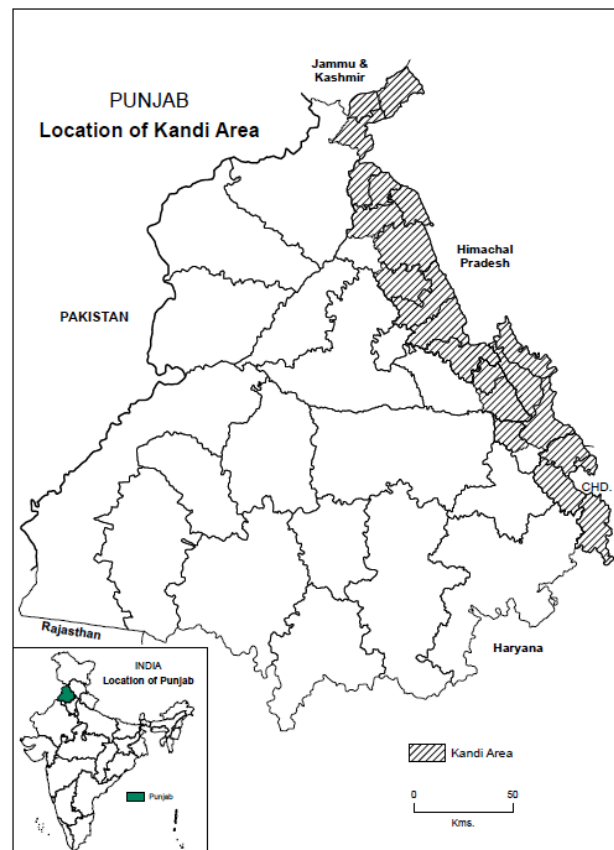 Jammu &
Kashmir
PUNJAB
Location of Kandi Area
Himachal
Pradesh
PAKISTAN
CHD.
Rajasthan
Haryana
INDIA
Location of Punjab
Punjab
Kandi Area
0 50
Kms.